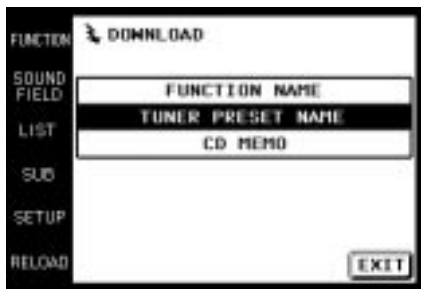 FUNCTION
SOUND
FIELD
LIST
SUB
SETUP
RELOAD
DOWNLOAD
FUNCTION NAME
TUNER PRESET NAME
CD MEMO
EXIT